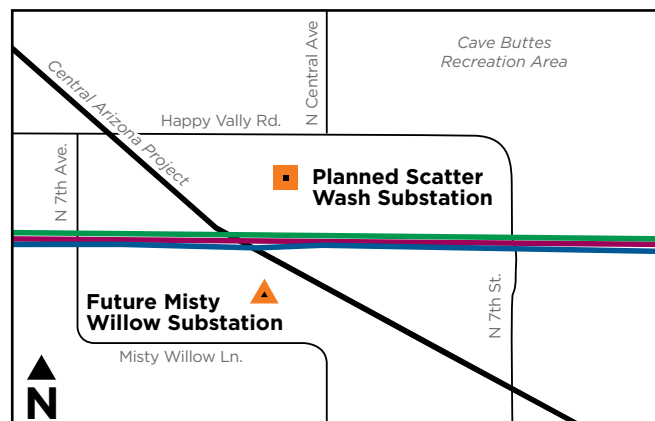 N Central Ave
Cave Buttes
Recreation Area
Central Arizona Project
Happy Vally Rd.
N 7th Ave.
Planned Scatter
Wash Substation
Future Misty
Willow Substation
N 7th St.
Misty Willow Ln.
N